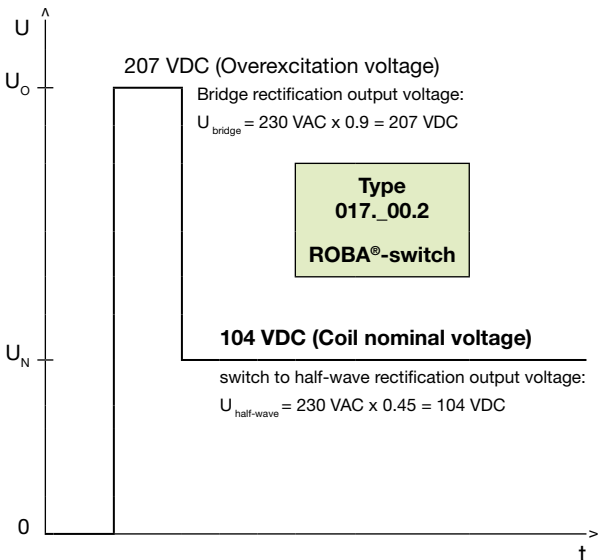 U
207 VDC (Overexcitation voltage)
U_O
Bridge rectification output voltage:
U bridge = 230 VAC x 0.9 = 207 VDC
Type
017._00.2
ROBA®-switch
104 VDC (Coil nominal voltage)
U_N
switch to half-wave rectification output voltage:
U half-wave = 230 VAC x 0.45 = 104 VDC
0
t